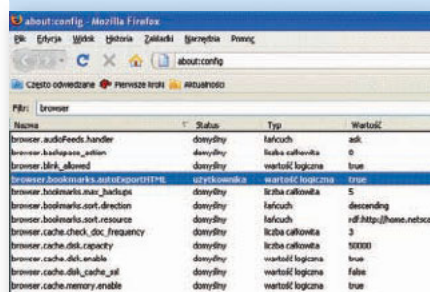 about:config - Mozilla Firefox
Plik Edycja Widok Historia Zakładki Narzędzia Pomoc
about:config
Często odwiedzane Pierwsze kroki Aktualności
Filtr: browser
Nazwa Status Typ Wartość
browser.audioFeeds.handler domyślny łańcuch ask
browser.backspace_action domyślny liczba całkowita 0
browser.blink_allowed domyślny wartość logiczna true
browser.bookmarks.autoExportHTML użytkownika wartość logiczna true
browser.bookmarks.max_backups domyślny liczba całkowita 5
browser.bookmarks.sort.direction domyślny łańcuch descending
browser.bookmarks.sort.resource domyślny łańcuch rdf:http://home.netsca
browser.cache.check_doc_frequency domyślny liczba całkowita 3
browser.cache.disk.capacity domyślny liczba całkowita 50000
browser.cache.disk.enable domyślny wartość logiczna true
browser.cache.disk_cache_ssl domyślny wartość logiczna false
browser.cache.memory.enable domyślny wartość logiczna true